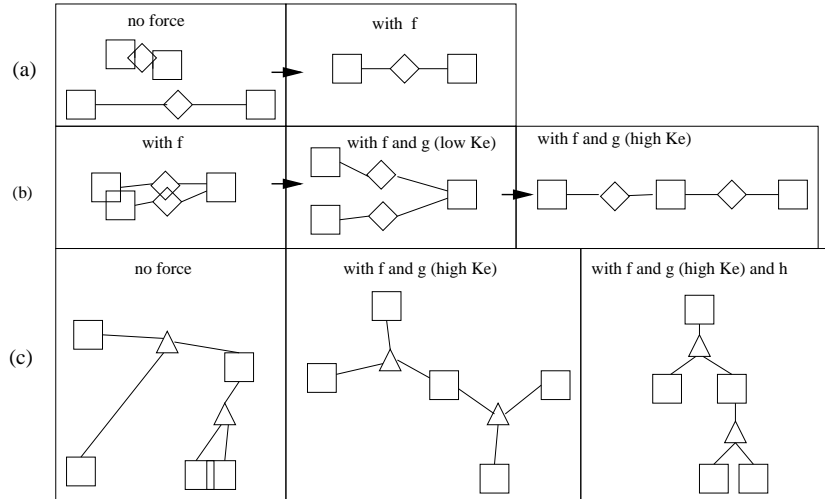 no force
with f
(a)
with f
with f and g (low Ke)
with f and g (high Ke)
(b)
no force
with f and g (high Ke)
with f and g (high Ke) and h
(c)